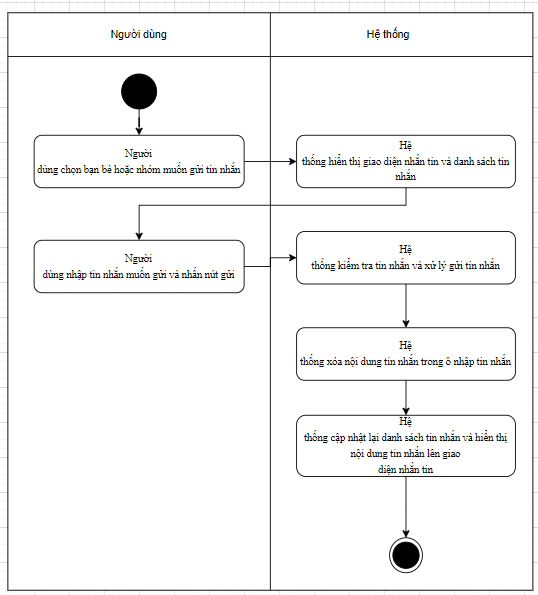 Người dùng
Hệ thống
Người
dùng chọn bạn bè hoặc nhóm muốn gửi tin nhắn
Hệ
thống hiển thị giao diện nhắn tin và danh sách tin
nhắn
Người
dùng nhập tin nhắn muốn gửi và nhấn nút gửi
Hệ
thống kiểm tra tin nhắn và xử lý gửi tin nhắn
Hệ
thống xóa nội dung tin nhắn trong ô nhập tin nhắn
Hệ
thống cập nhật lại danh sách tin nhắn và hiển thị
nội dung tin nhắn lên giao
diện nhắn tin